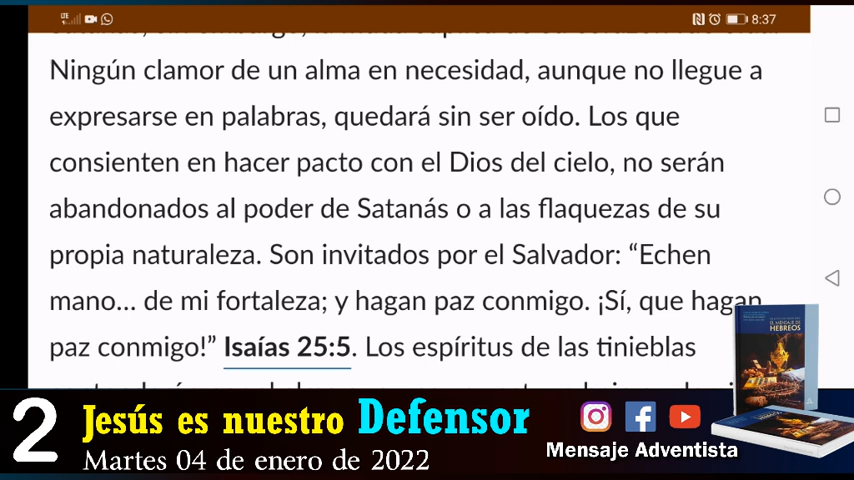 LTE
8:37
Ningún clamor de un alma en necesidad, aunque no llegue a
expresarse en palabras, quedará sin ser oído. Los que
consienten en hacer pacto con el Dios del cielo, no serán
abandonados al poder de Satanás o a las flaquezas de su
propia naturaleza. Son invitados por el Salvador: “Echen
mano... de mi fortaleza; y hagan paz conmigo. ¡Sí, que hagan
paz conmigo!” Isaías 25:5. Los espíritus de las tinieblas
EL MENSAJE DE
HEBREOS
2
Jesús es nuestro Defensor
Martes 04 de enero de 2022
Mensaje Adventista